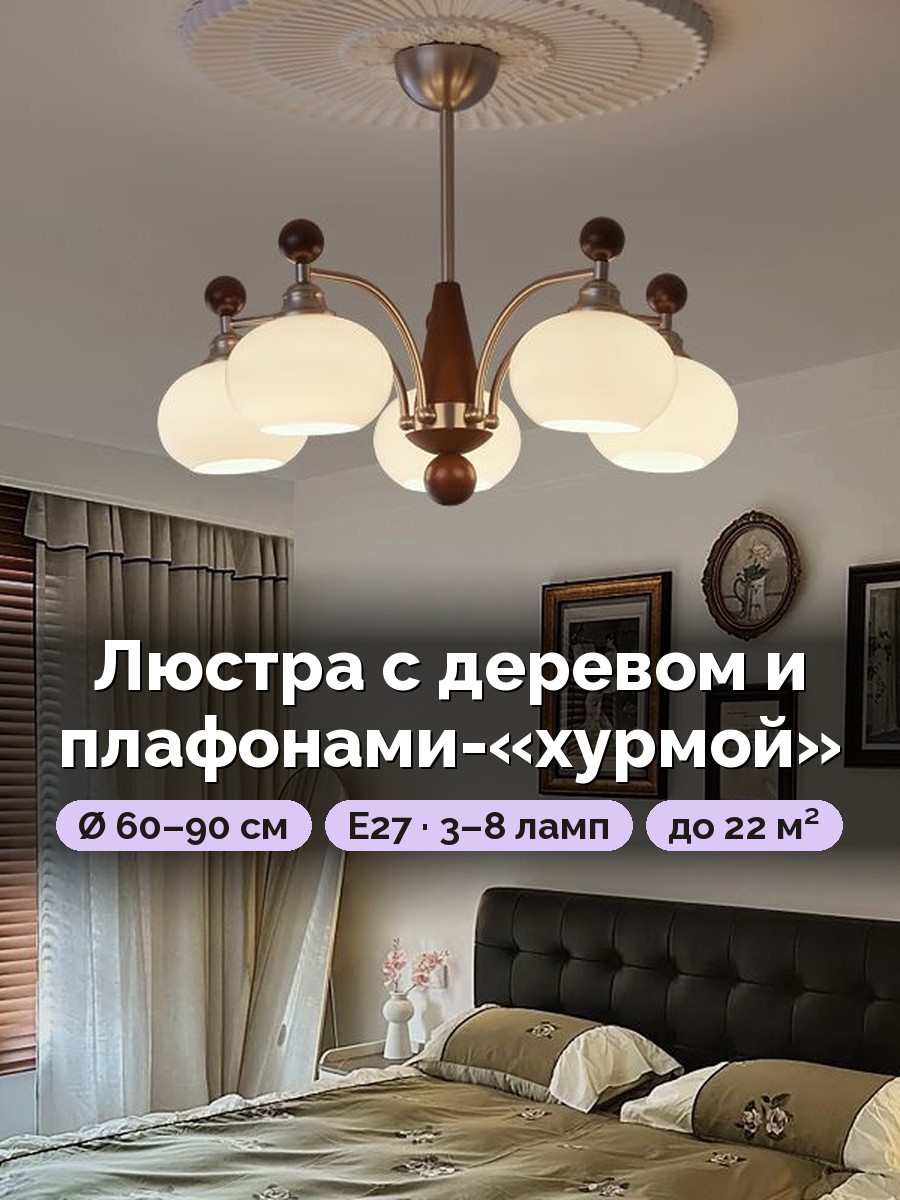 Люстра с деревом и
плафонами-«хурмой»
Ø 60–90 см
E27 · 3–8 ламп
до 22 м²